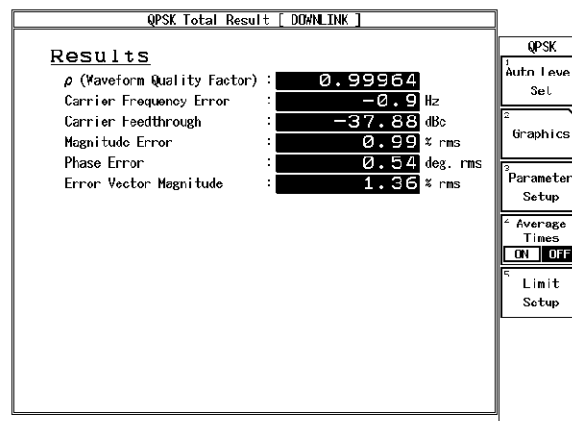 QPSK Total Result [ DOWNLINK ]
Results
ρ (Waveform Quality Factor) : 0.99964
Carrier Frequency Error : -0.9 Hz
Carrier Feedthrough : -37.88 dBc
Magnitude Error : 0.99 % rms
Phase Error : 0.54 deg. rms
Error Vector Magnitude : 1.36 % rms
QPSK
1
Auto Leve
Set
2
Graphics
3
Parameter
Setup
4 Average
Times
ON OFF
5
Limit
Setup